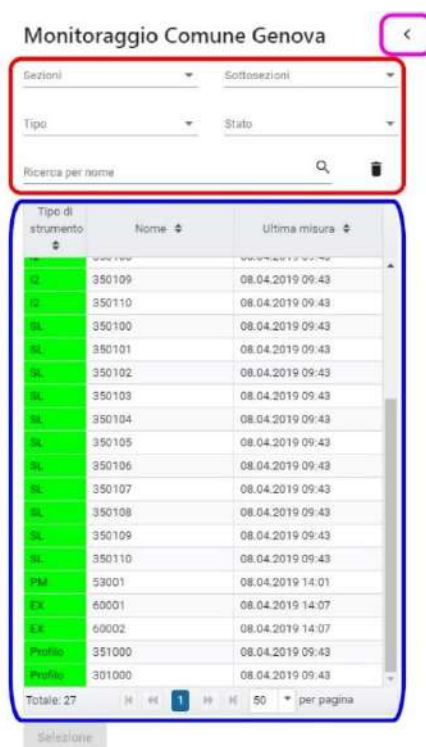 Monitoraggio Comune Genova
Sezioni Sottosezioni
Tipo Stato
Ricerca per nome
Tipo di strumento Nome Ultima misura
I2 350109 08.04.2019 09:43
I2 350110 08.04.2019 09:43
SL 350100 08.04.2019 09:43
SL 350101 08.04.2019 09:43
SL 350102 08.04.2019 09:43
SL 350103 08.04.2019 09:43
SL 350104 08.04.2019 09:43
SL 350105 08.04.2019 09:43
SL 350106 08.04.2019 09:43
SL 350107 08.04.2019 09:43
SL 350108 08.04.2019 09:43
SL 350109 08.04.2019 09:43
SL 350110 08.04.2019 09:43
PM 53001 08.04.2019 14:01
EX 60001 08.04.2019 14:07
EX 60002 08.04.2019 14:07
Profilo 351000 08.04.2019 09:43
Profilo 301000 08.04.2019 09:43
Totale: 27 1 50 per pagina
Selezione